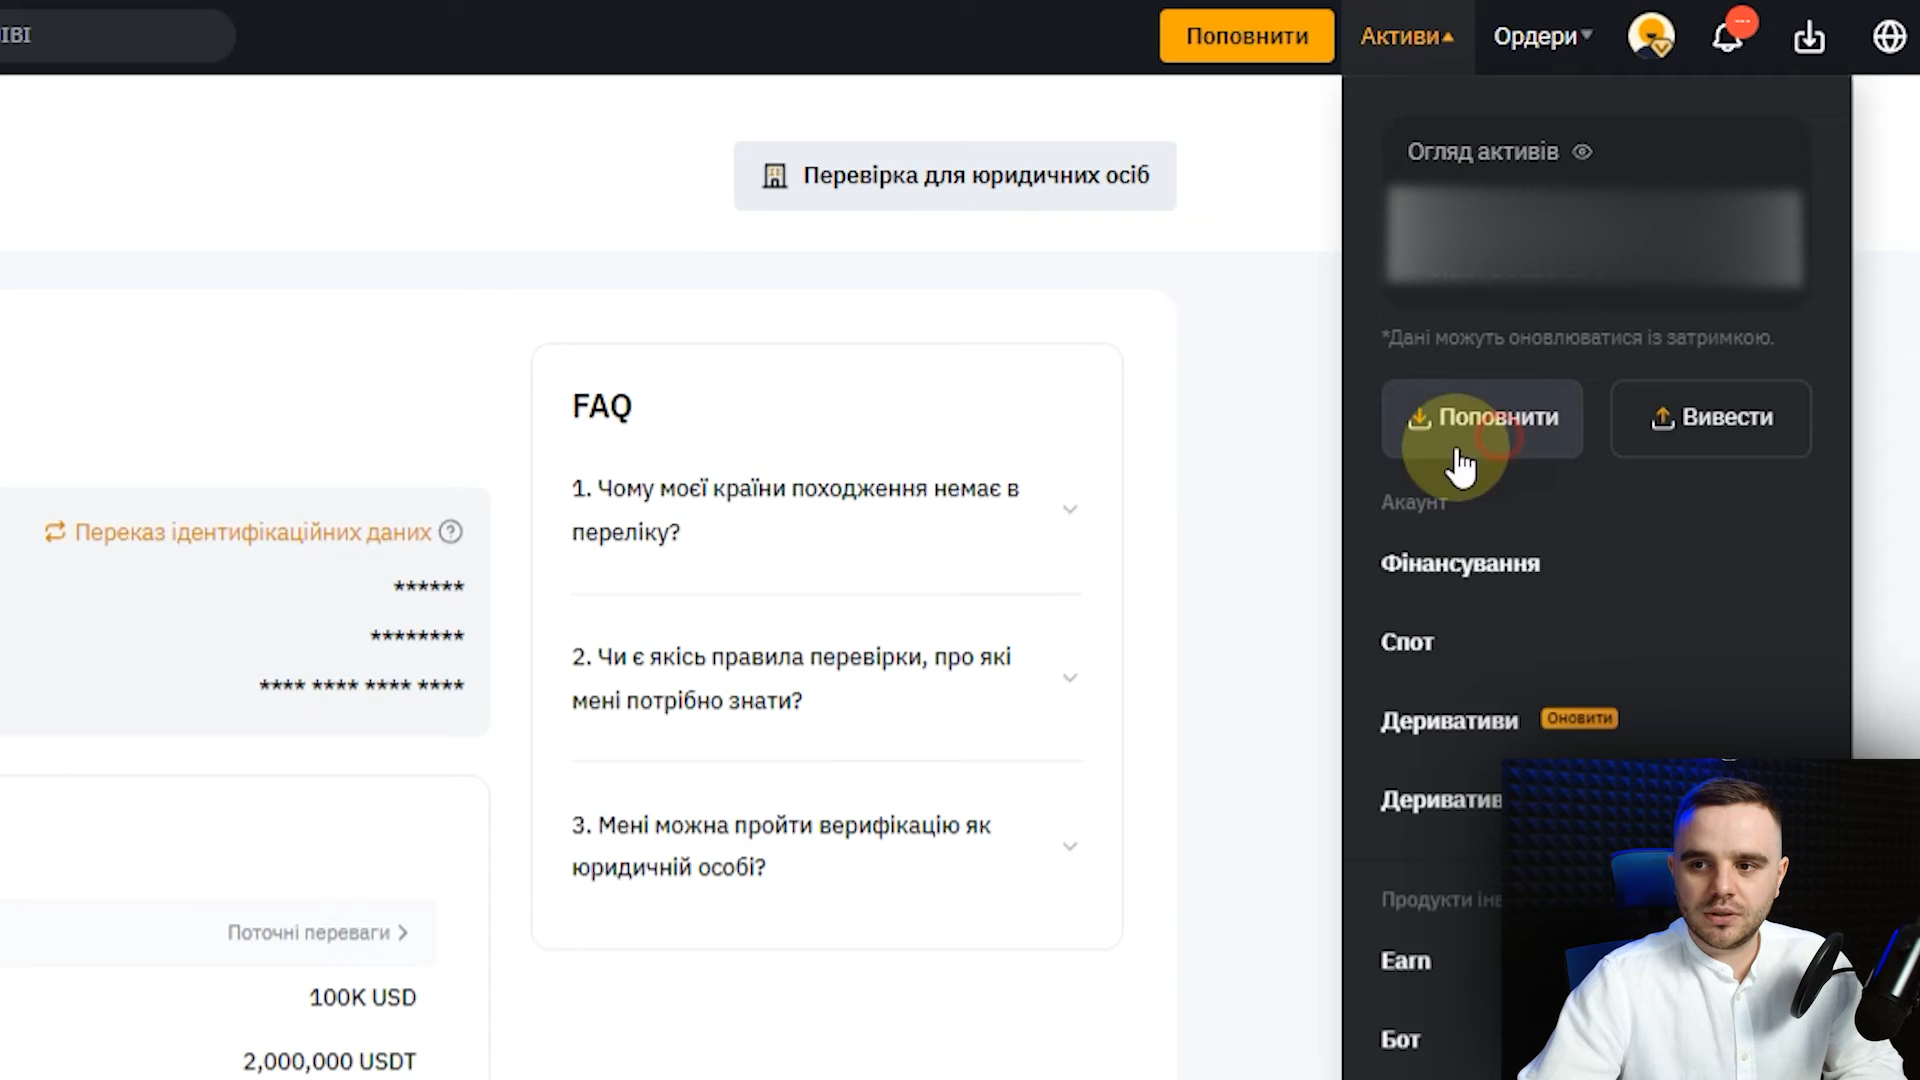 ІВІ
Поповнити
Активи
Ордери
Перевірка для юридичних осіб
Огляд активів
*Дані можуть оновлюватися із затримкою.
Поповнити
Вивести
Акаунт
Фінансування
Спот
Деривативи
Оновити
Деривативи
Earn
Бот
Переказ ідентифікаційних даних
******
********
**** **** **** ****
FAQ
1. Чому моєї країни походження немає в
переліку?
2. Чи є якісь правила перевірки, про які
мені потрібно знати?
3. Мені можна пройти верифікацію як
юридичній особі?
Поточні переваги
100K USD
2,000,000 USDT